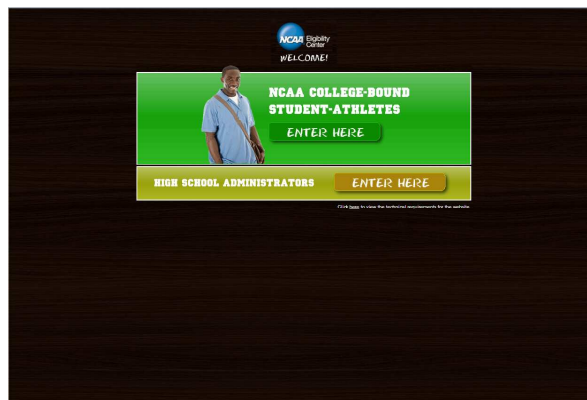 NCAA Eligibility
Center
WELCOME!
NCAA COLLEGE-BOUND
STUDENT-ATHLETES
ENTER HERE
HIGH SCHOOL ADMINISTRATORS
ENTER HERE
Click here to view the technical requirements for the website